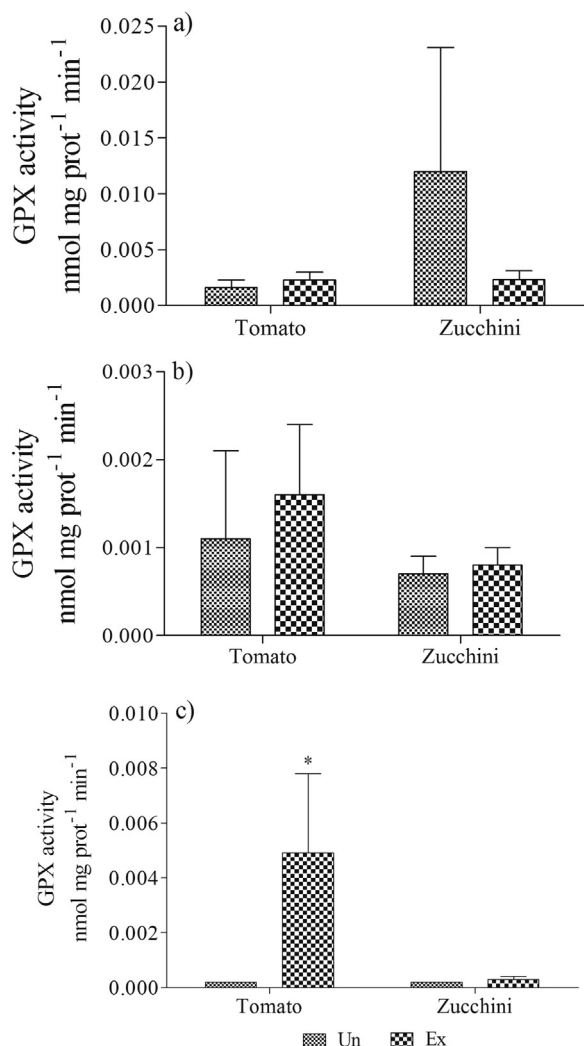 a)
GPX activity
nmol mg prot⁻¹ min⁻¹
0.025
0.020
0.015
0.010
0.005
0.000
Tomato Zucchini
b)
GPX activity
nmol mg prot⁻¹ min⁻¹
0.003
0.002
0.001
0.000
Tomato Zucchini
c)
GPX activity
nmol mg prot⁻¹ min⁻¹
0.010
0.008
0.006
0.004
0.002
0.000
*
Tomato Zucchini
Un Ex